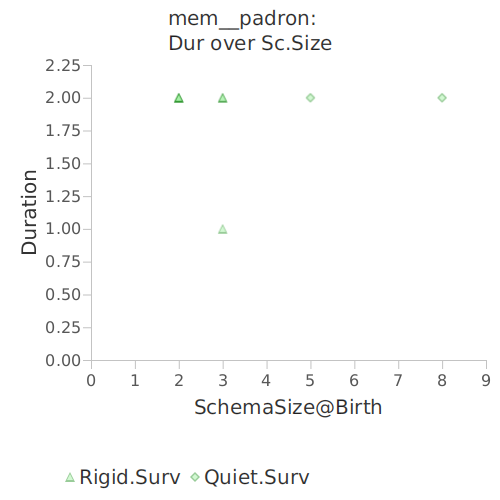 mem__padron:
Dur over Sc.Size
2.25
2.00
1.75
1.50
1.25
1.00
0.75
0.50
0.25
0.00
Duration
0 1 2 3 4 5 6 7 8 9
SchemaSize@Birth
Rigid.Surv Quiet.Surv